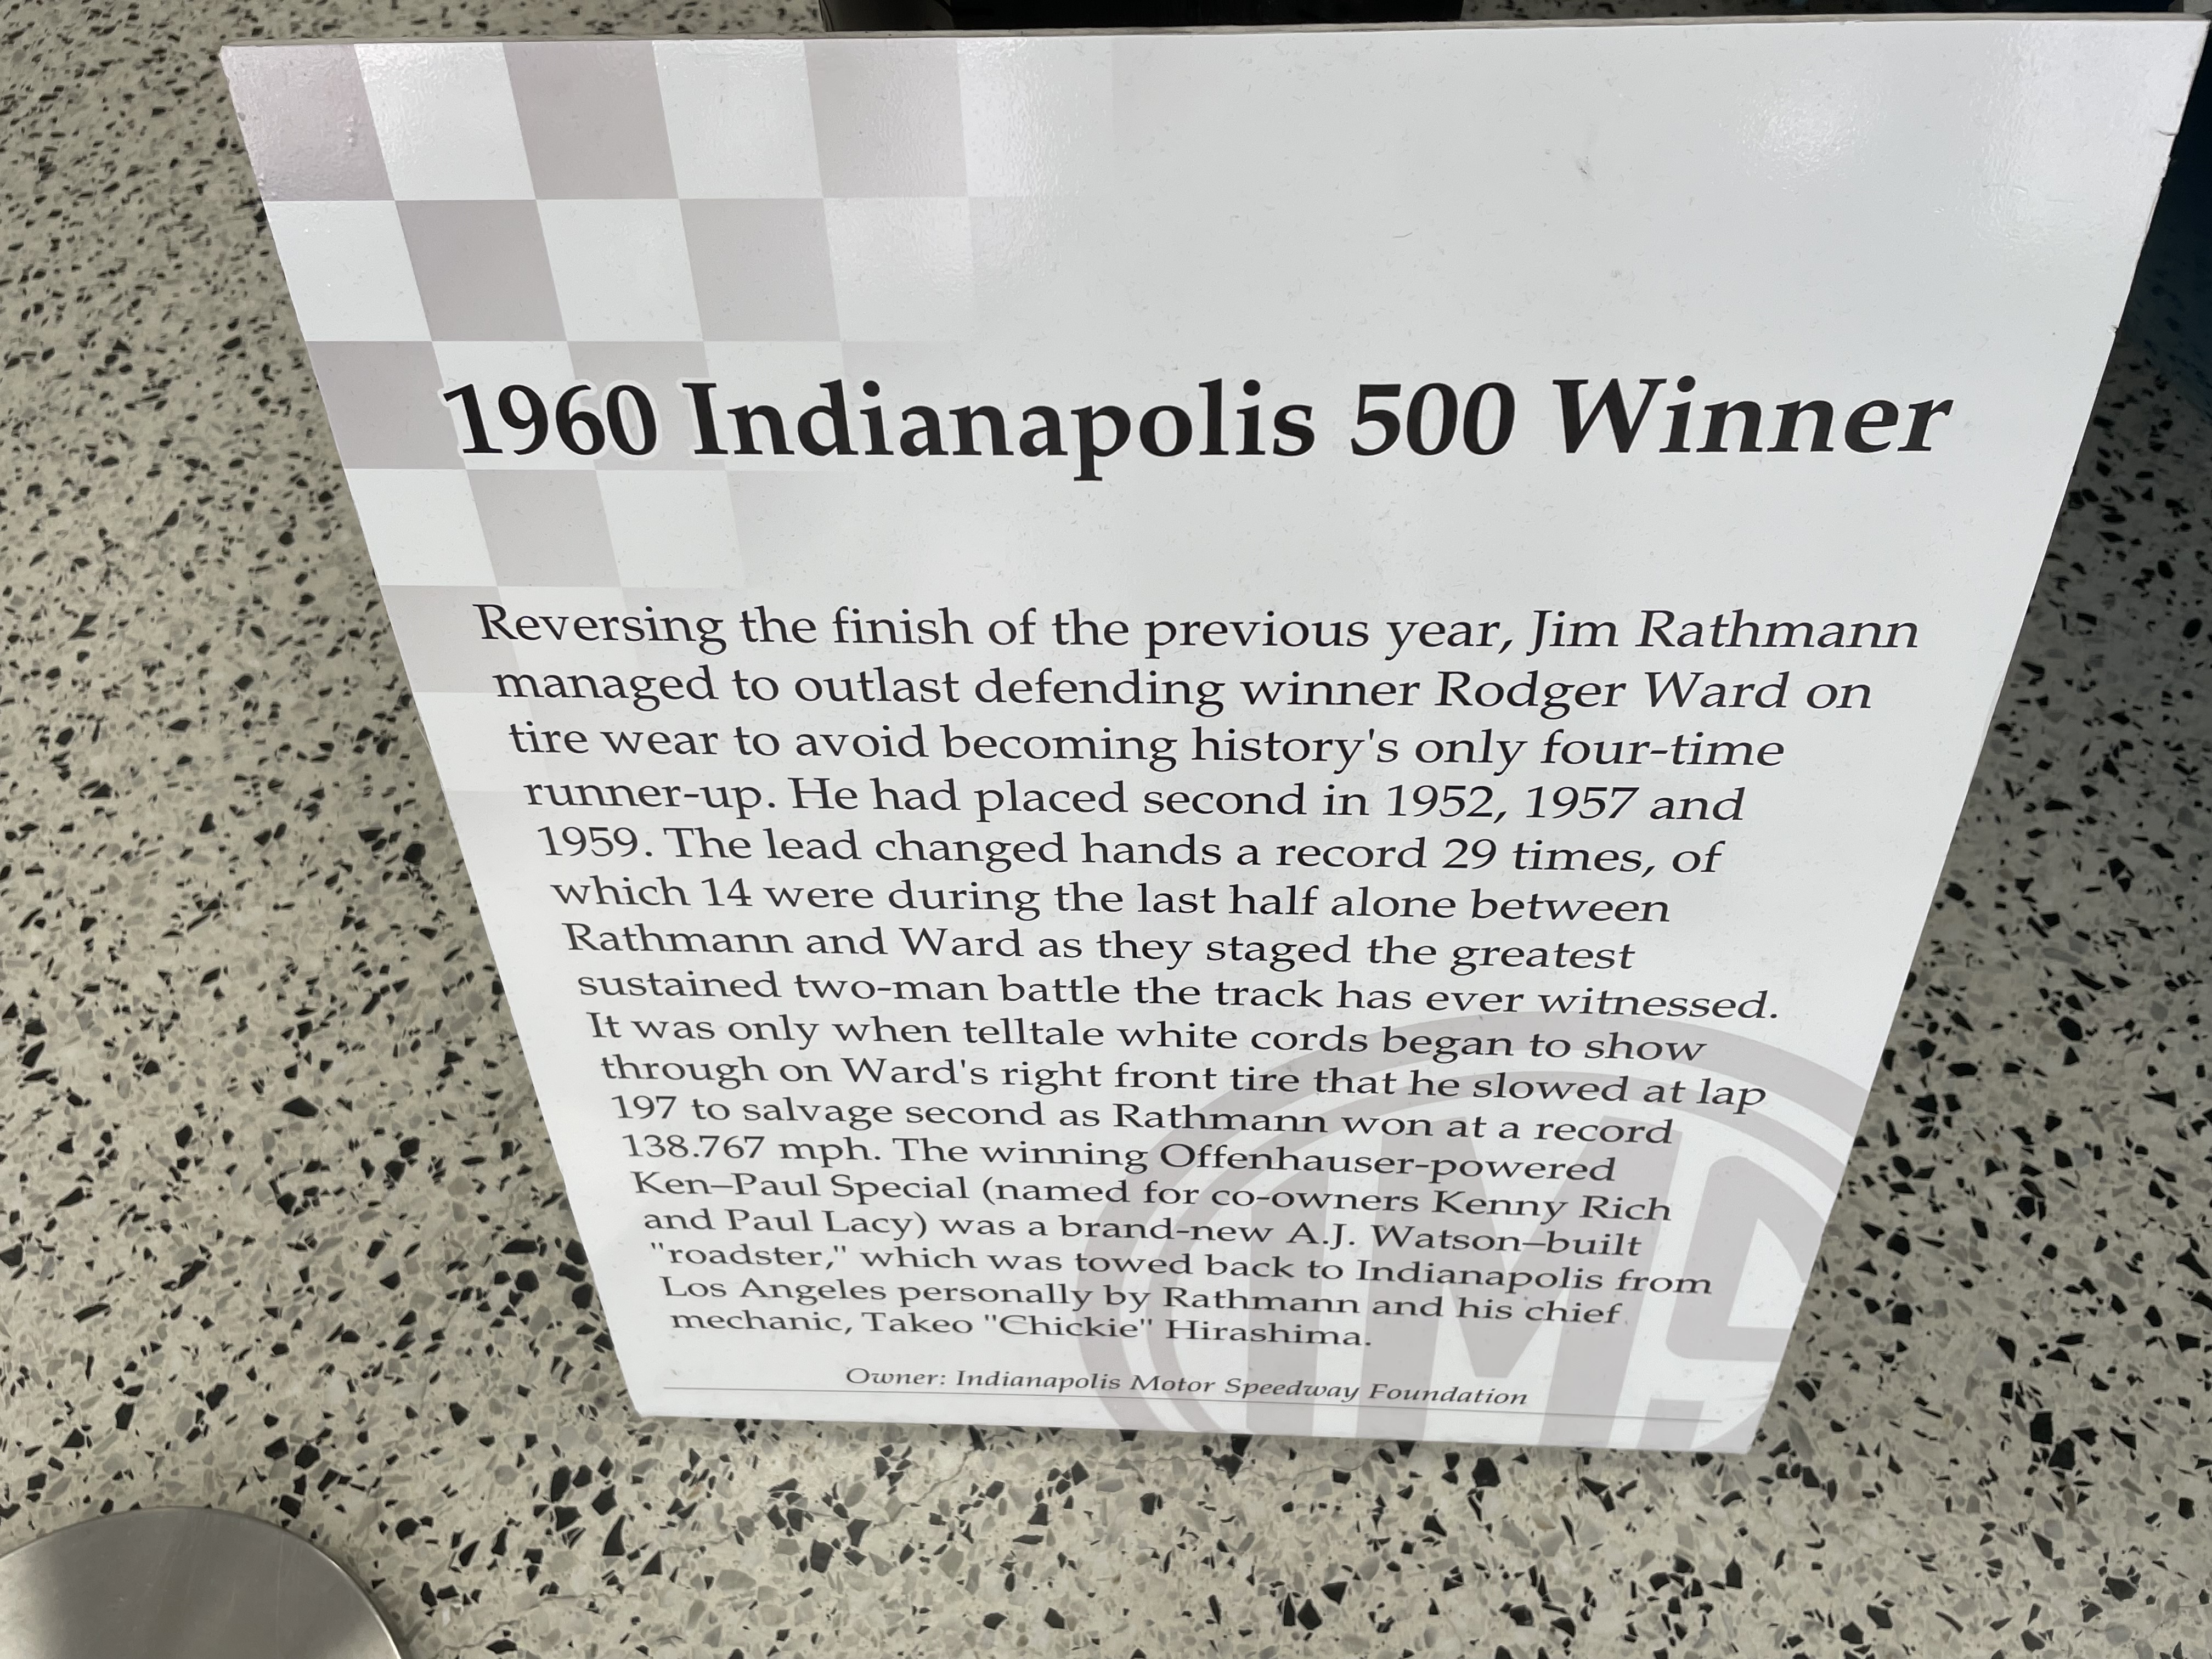 1960 Indianapolis 500 Winner
Reversing the finish of the previous year, Jim Rathmann
managed to outlast defending winner Rodger Ward on
tire wear to avoid becoming history's only four-time
runner-up. He had placed second in 1952, 1957 and
1959. The lead changed hands a record 29 times, of
which 14 were during the last half alone between
Rathmann and Ward as they staged the greatest
sustained two-man battle the track has ever witnessed.
It was only when telltale white cords began to show
through on Ward's right front tire that he slowed at lap
197 to salvage second as Rathmann won at a record
138.767 mph. The winning Offenhauser-powered
Ken–Paul Special (named for co-owners Kenny Rich
and Paul Lacy) was a brand-new A.J. Watson–built
"roadster," which was towed back to Indianapolis from
Los Angeles personally by Rathmann and his chief
mechanic, Takeo "Chickie" Hirashima.
Owner: Indianapolis Motor Speedway Foundation